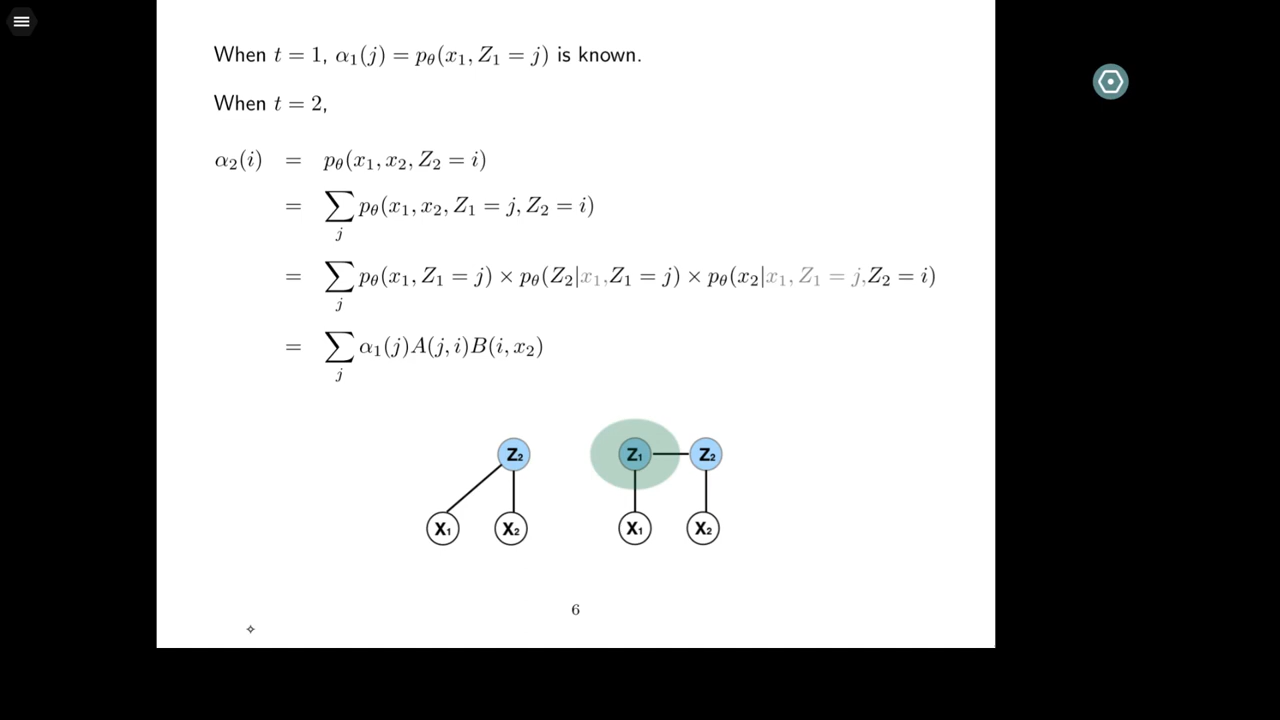 When t = 1, α₁(j) = p_θ(x₁, Z₁ = j) is known.
When t = 2,
α₂(i) = p_θ(x₁, x₂, Z₂ = i)
= ∑_j p_θ(x₁, x₂, Z₁ = j, Z₂ = i)
= ∑_j p_θ(x₁, Z₁ = j) × p_θ(Z₂|x₁,Z₁ = j) × p_θ(x₂|x₁, Z₁ = j,Z₂ = i)
= ∑_j α₁(j)A(j, i)B(i, x₂)
Z₂ Z₁ Z₂
X₁ X₂ X₁ X₂
6